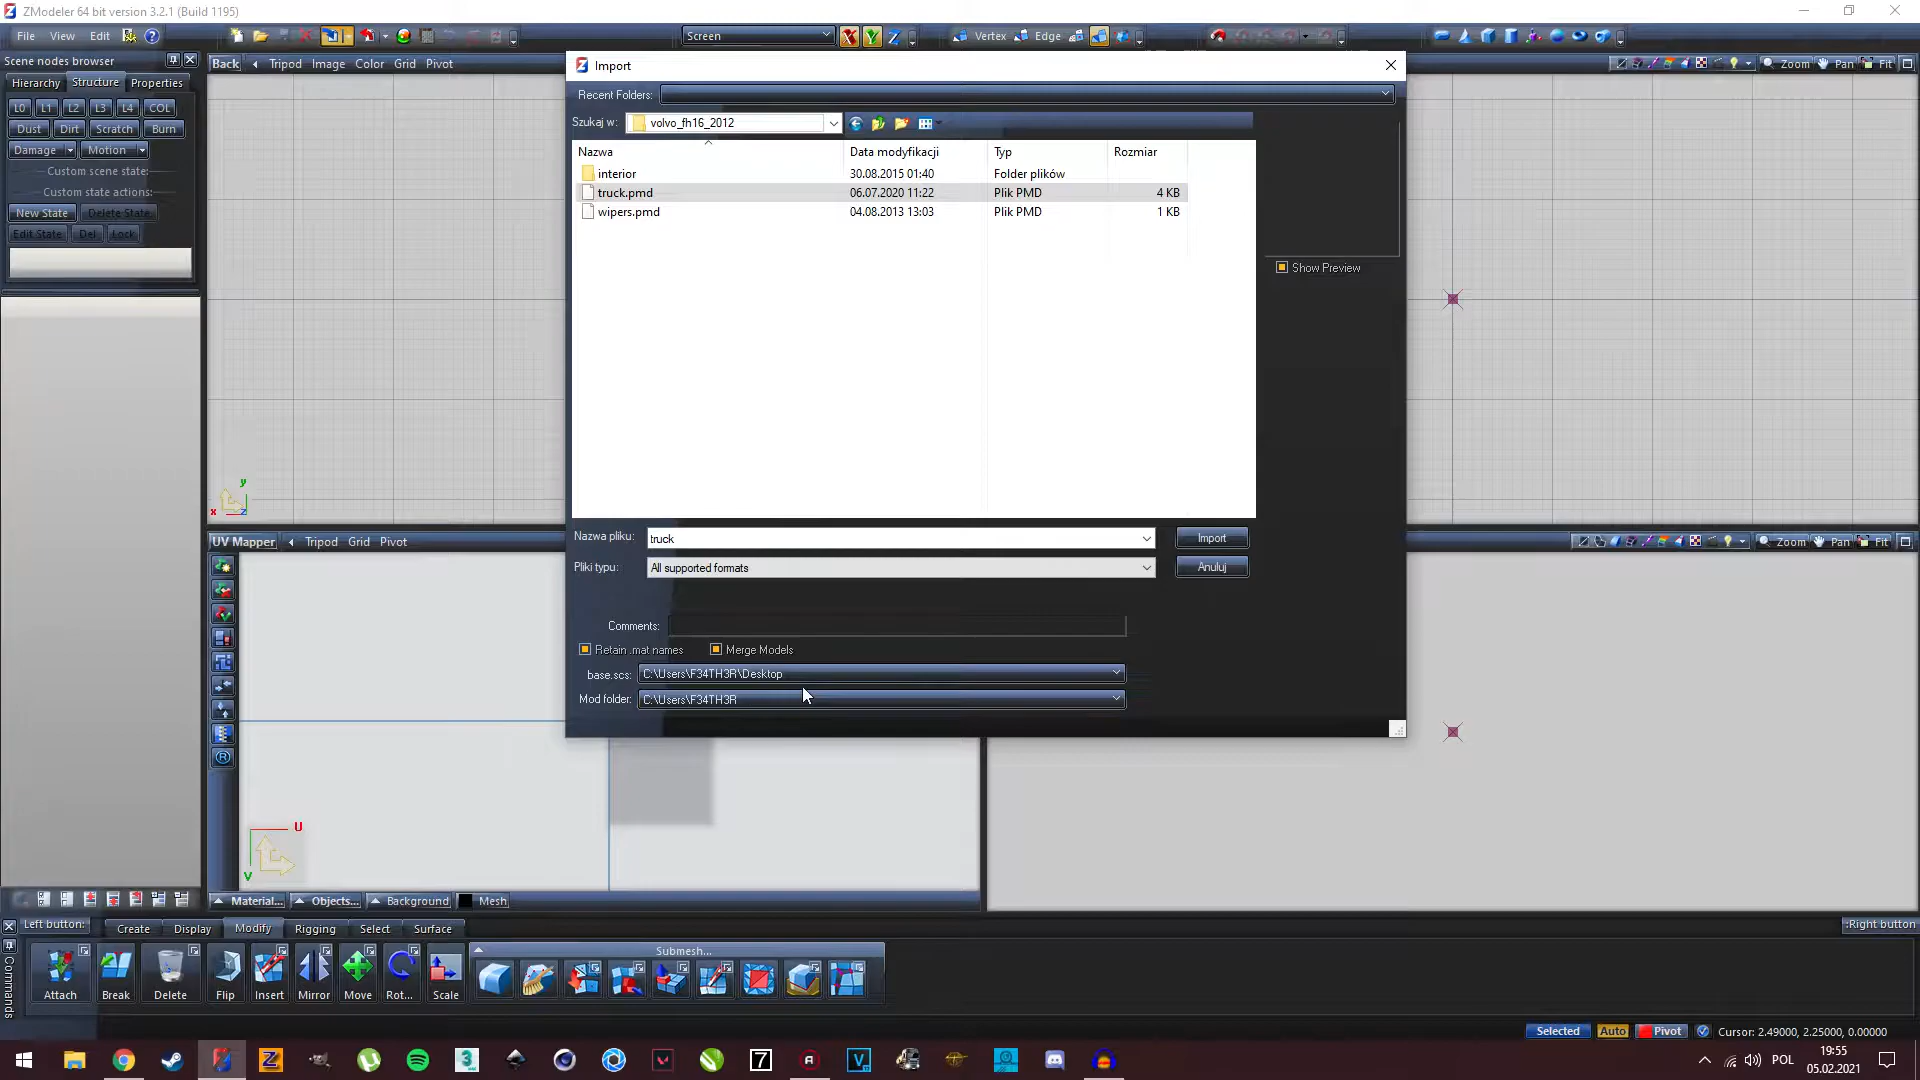 ZModeler 64 bit version 3.2.1 (Build 1195)
File View Edit
Screen
Vertex Edge
Scene nodes browser
Back Tripod Image Color Grid Pivot
Zoom Pan Fit
Hierarchy Structure Properties
L0 L1 L2 L3 L4 COL
Dust Dirt Scratch Burn
Damage Motion
Custom scene state:
Custom state actions:
New State Delete State
Edit State Del Lock
Import
Recent Folders:
Szukaj w: volvo_fh16_2012
Nazwa Data modyfikacji Typ Rozmiar
interior 30.08.2015 01:40 Folder plików
truck.pmd 06.07.2020 11:22 Plik PMD 4 KB
wipers.pmd 04.08.2013 13:03 Plik PMD 1 KB
Show Preview
Nazwa pliku: truck Import
Pliki typu: All supported formats Anuluj
Comments:
Retain .mat names Merge Models
base.scs: C:\Users\F34TH3R\Desktop
Mod folder: C:\Users\F34TH3R
y
x z
UV Mapper Tripod Grid Pivot
Zoom Pan Fit
U
V
Material... Objects... Background Mesh
Left button: Create Display Modify Rigging Select Surface
:Right button
Commands
Submesh...
Attach Break Delete Flip Insert Mirror Move Rot... Scale
Selected Auto Pivot Cursor: 2.49000, 2.25000, 0.00000
POL
19:55
05.02.2021